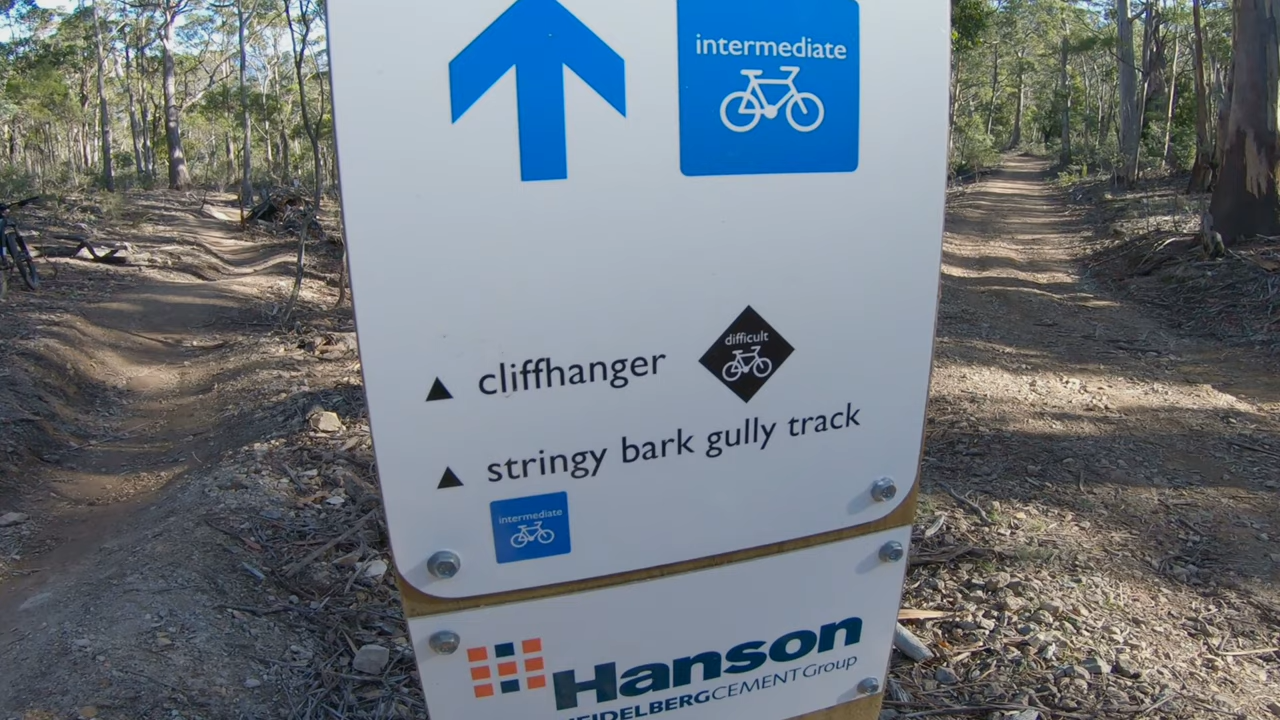 intermediate
cliffhanger
difficult
stringy bark gully track
intermediate
Hanson
HEIDELBERGCEMENT Group